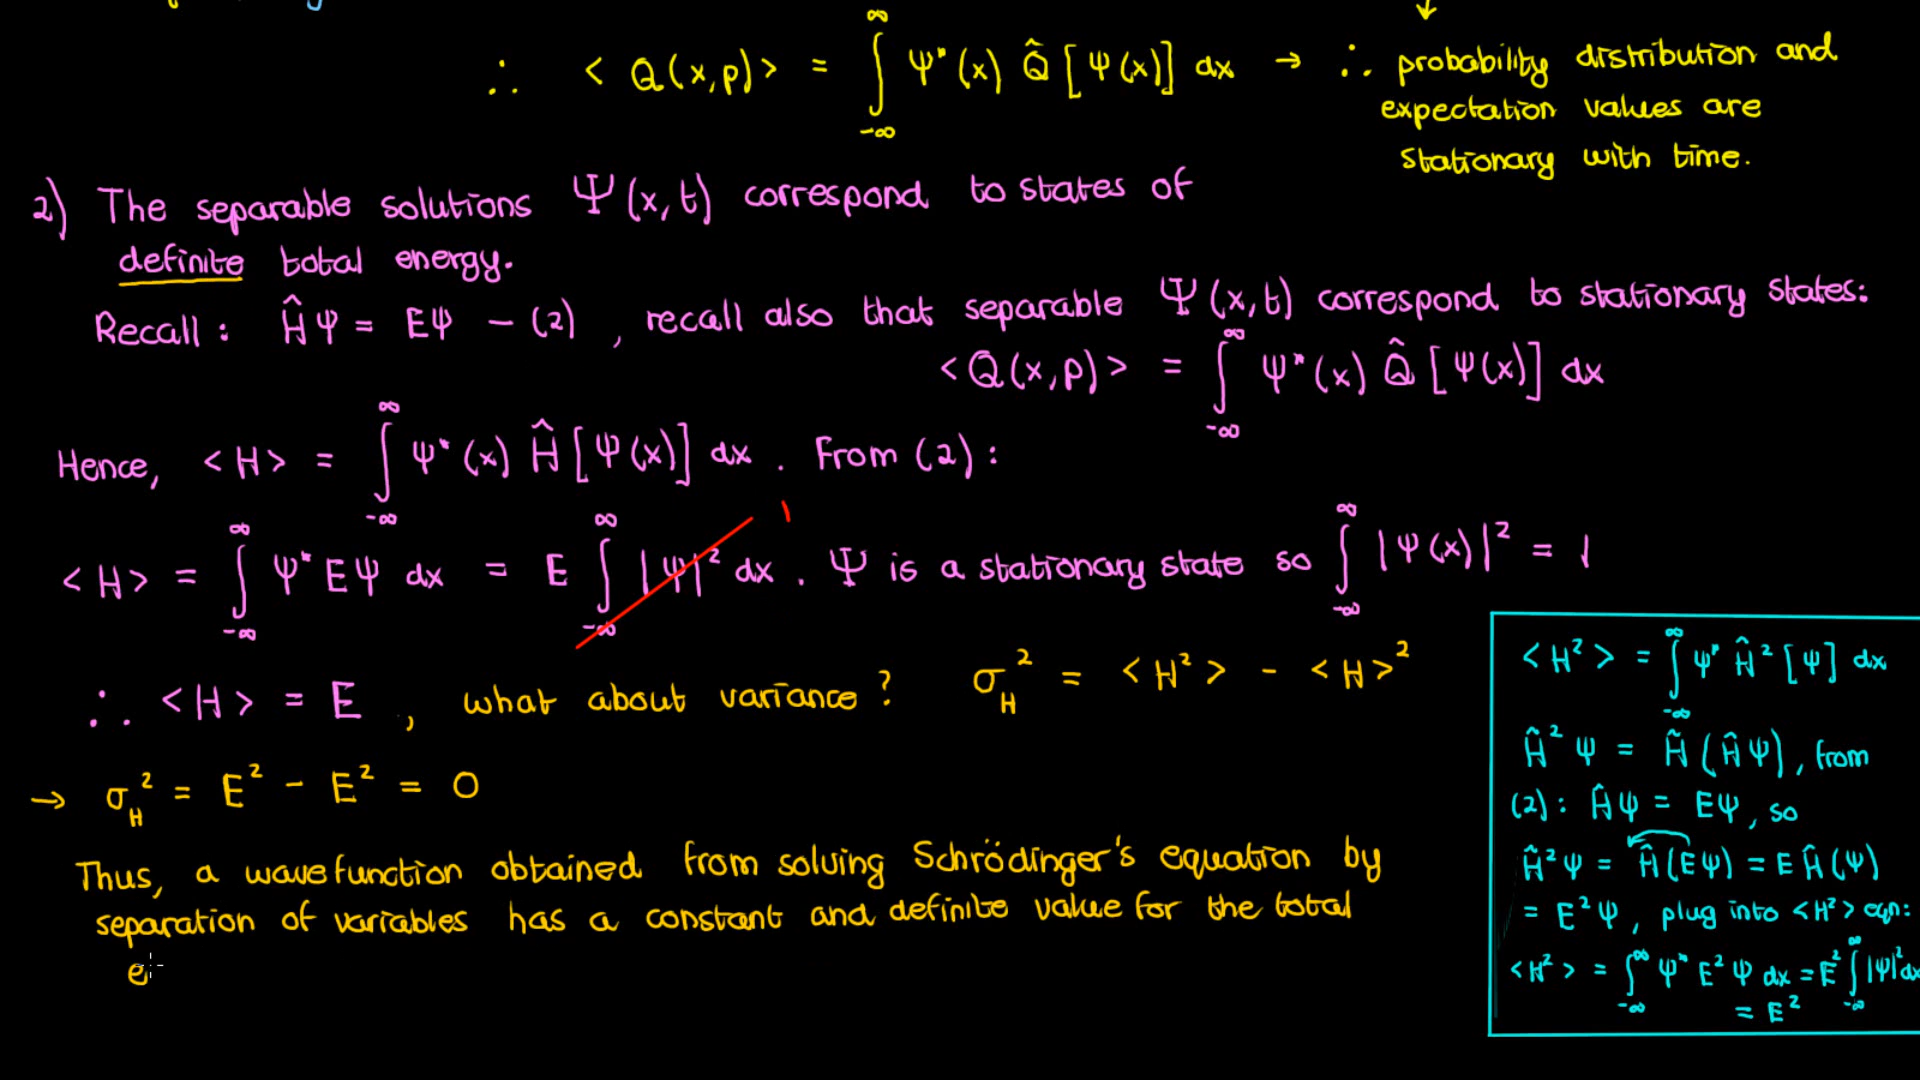 ∴ < Q(x,p) > = ∫_{-∞}^{∞} Ψ*(x) Q̂ [Ψ(x)] dx → ∴ probability distribution and
expectation values are
stationary with time.
2) The separable solutions Ψ(x,t) correspond to states of
definite total energy.
Recall: ĤΨ = EΨ – (2), recall also that separable Ψ(x,t) correspond to stationary states:
< Q(x,p) > = ∫_{-∞}^{∞} Ψ*(x) Q̂ [Ψ(x)] dx
Hence, < H > = ∫_{-∞}^{∞} Ψ*(x) Ĥ [Ψ(x)] dx . From (2):
< H > = ∫_{-∞}^{∞} Ψ* E Ψ dx = E ∫_{-∞}^{∞} |Ψ|² dx 1 . Ψ is a stationary state so ∫_{-∞}^{∞} |Ψ(x)|² = 1
∴ < H > = E , what about variance? σ_H² = < H² > - < H >²
→ σ_H² = E² - E² = 0
Thus, a wavefunction obtained from solving Schrödinger's equation by
separation of variables has a constant and definite value for the total
e
< H² > = ∫_{-∞}^{∞} Ψ* Ĥ² [Ψ] dx
Ĥ² Ψ = Ĥ (ĤΨ), from
(2): ĤΨ = EΨ, so
Ĥ²Ψ = Ĥ(EΨ) = EĤ(Ψ)
= E²Ψ, plug into < H² > eqn:
< H² > = ∫_{-∞}^{∞} Ψ* E² Ψ dx = E² ∫_{-∞}^{∞} |Ψ|² dx
= E²